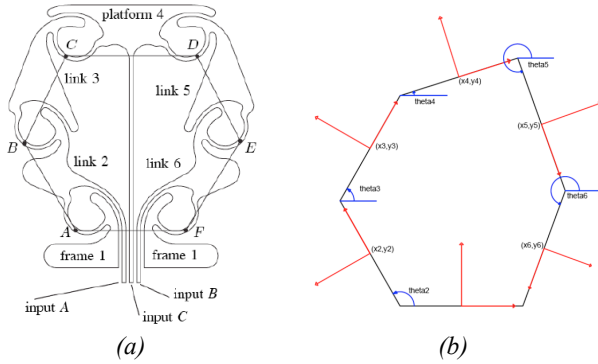 platform 4
C
D
link 3
link 5
B
E
link 2
link 6
A
F
frame 1
frame 1
input A
input B
input C
(a)
theta5
(x4,y4)
theta4
(x5,y5)
(x3,y3)
theta3
theta6
(x2,y2)
(x6,y6)
theta2
(b)